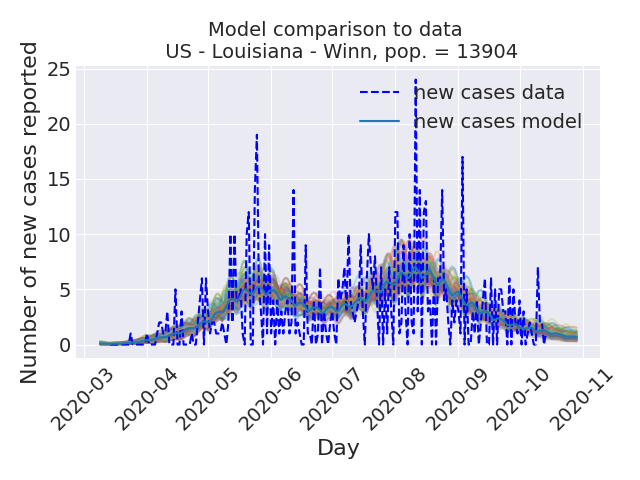 Model comparison to data
US - Louisiana - Winn, pop. = 13904
Number of new cases reported
25
20
15
10
5
0
new cases data
new cases model
2020-03
2020-04
2020-05
2020-06
2020-07
2020-08
2020-09
2020-10
2020-11
Day